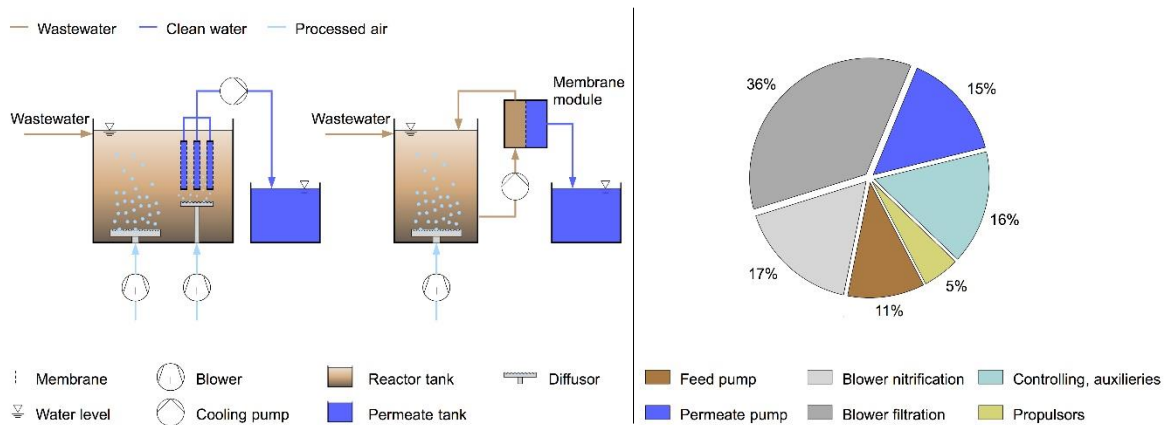 Wastewater
Clean water
Processed air
Wastewater
Wastewater
Membrane
module
Membrane
Blower
Reactor tank
Diffusor
Water level
Cooling pump
Permeate tank
36%
15%
16%
5%
11%
17%
Feed pump
Blower nitrification
Controlling, auxilieries
Permeate pump
Blower filtration
Propulsors